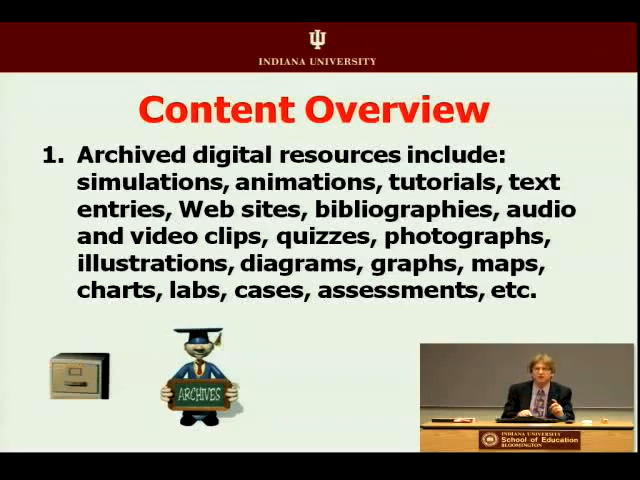 INDIANA UNIVERSITY
Content Overview
1. Archived digital resources include:
simulations, animations, tutorials, text
entries, Web sites, bibliographies, audio
and video clips, quizzes, photographs,
illustrations, diagrams, graphs, maps,
charts, labs, cases, assessments, etc.
ARCHIVES
INDIANA UNIVERSITY
School of Education
BLOOMINGTON